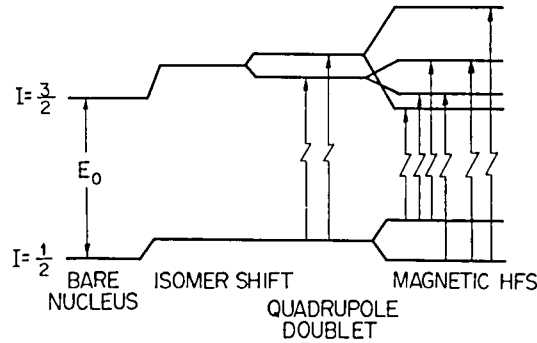 I=3/2
E₀
I=1/2
BARE NUCLEUS
ISOMER SHIFT
QUADRUPOLE DOUBLET
MAGNETIC HFS